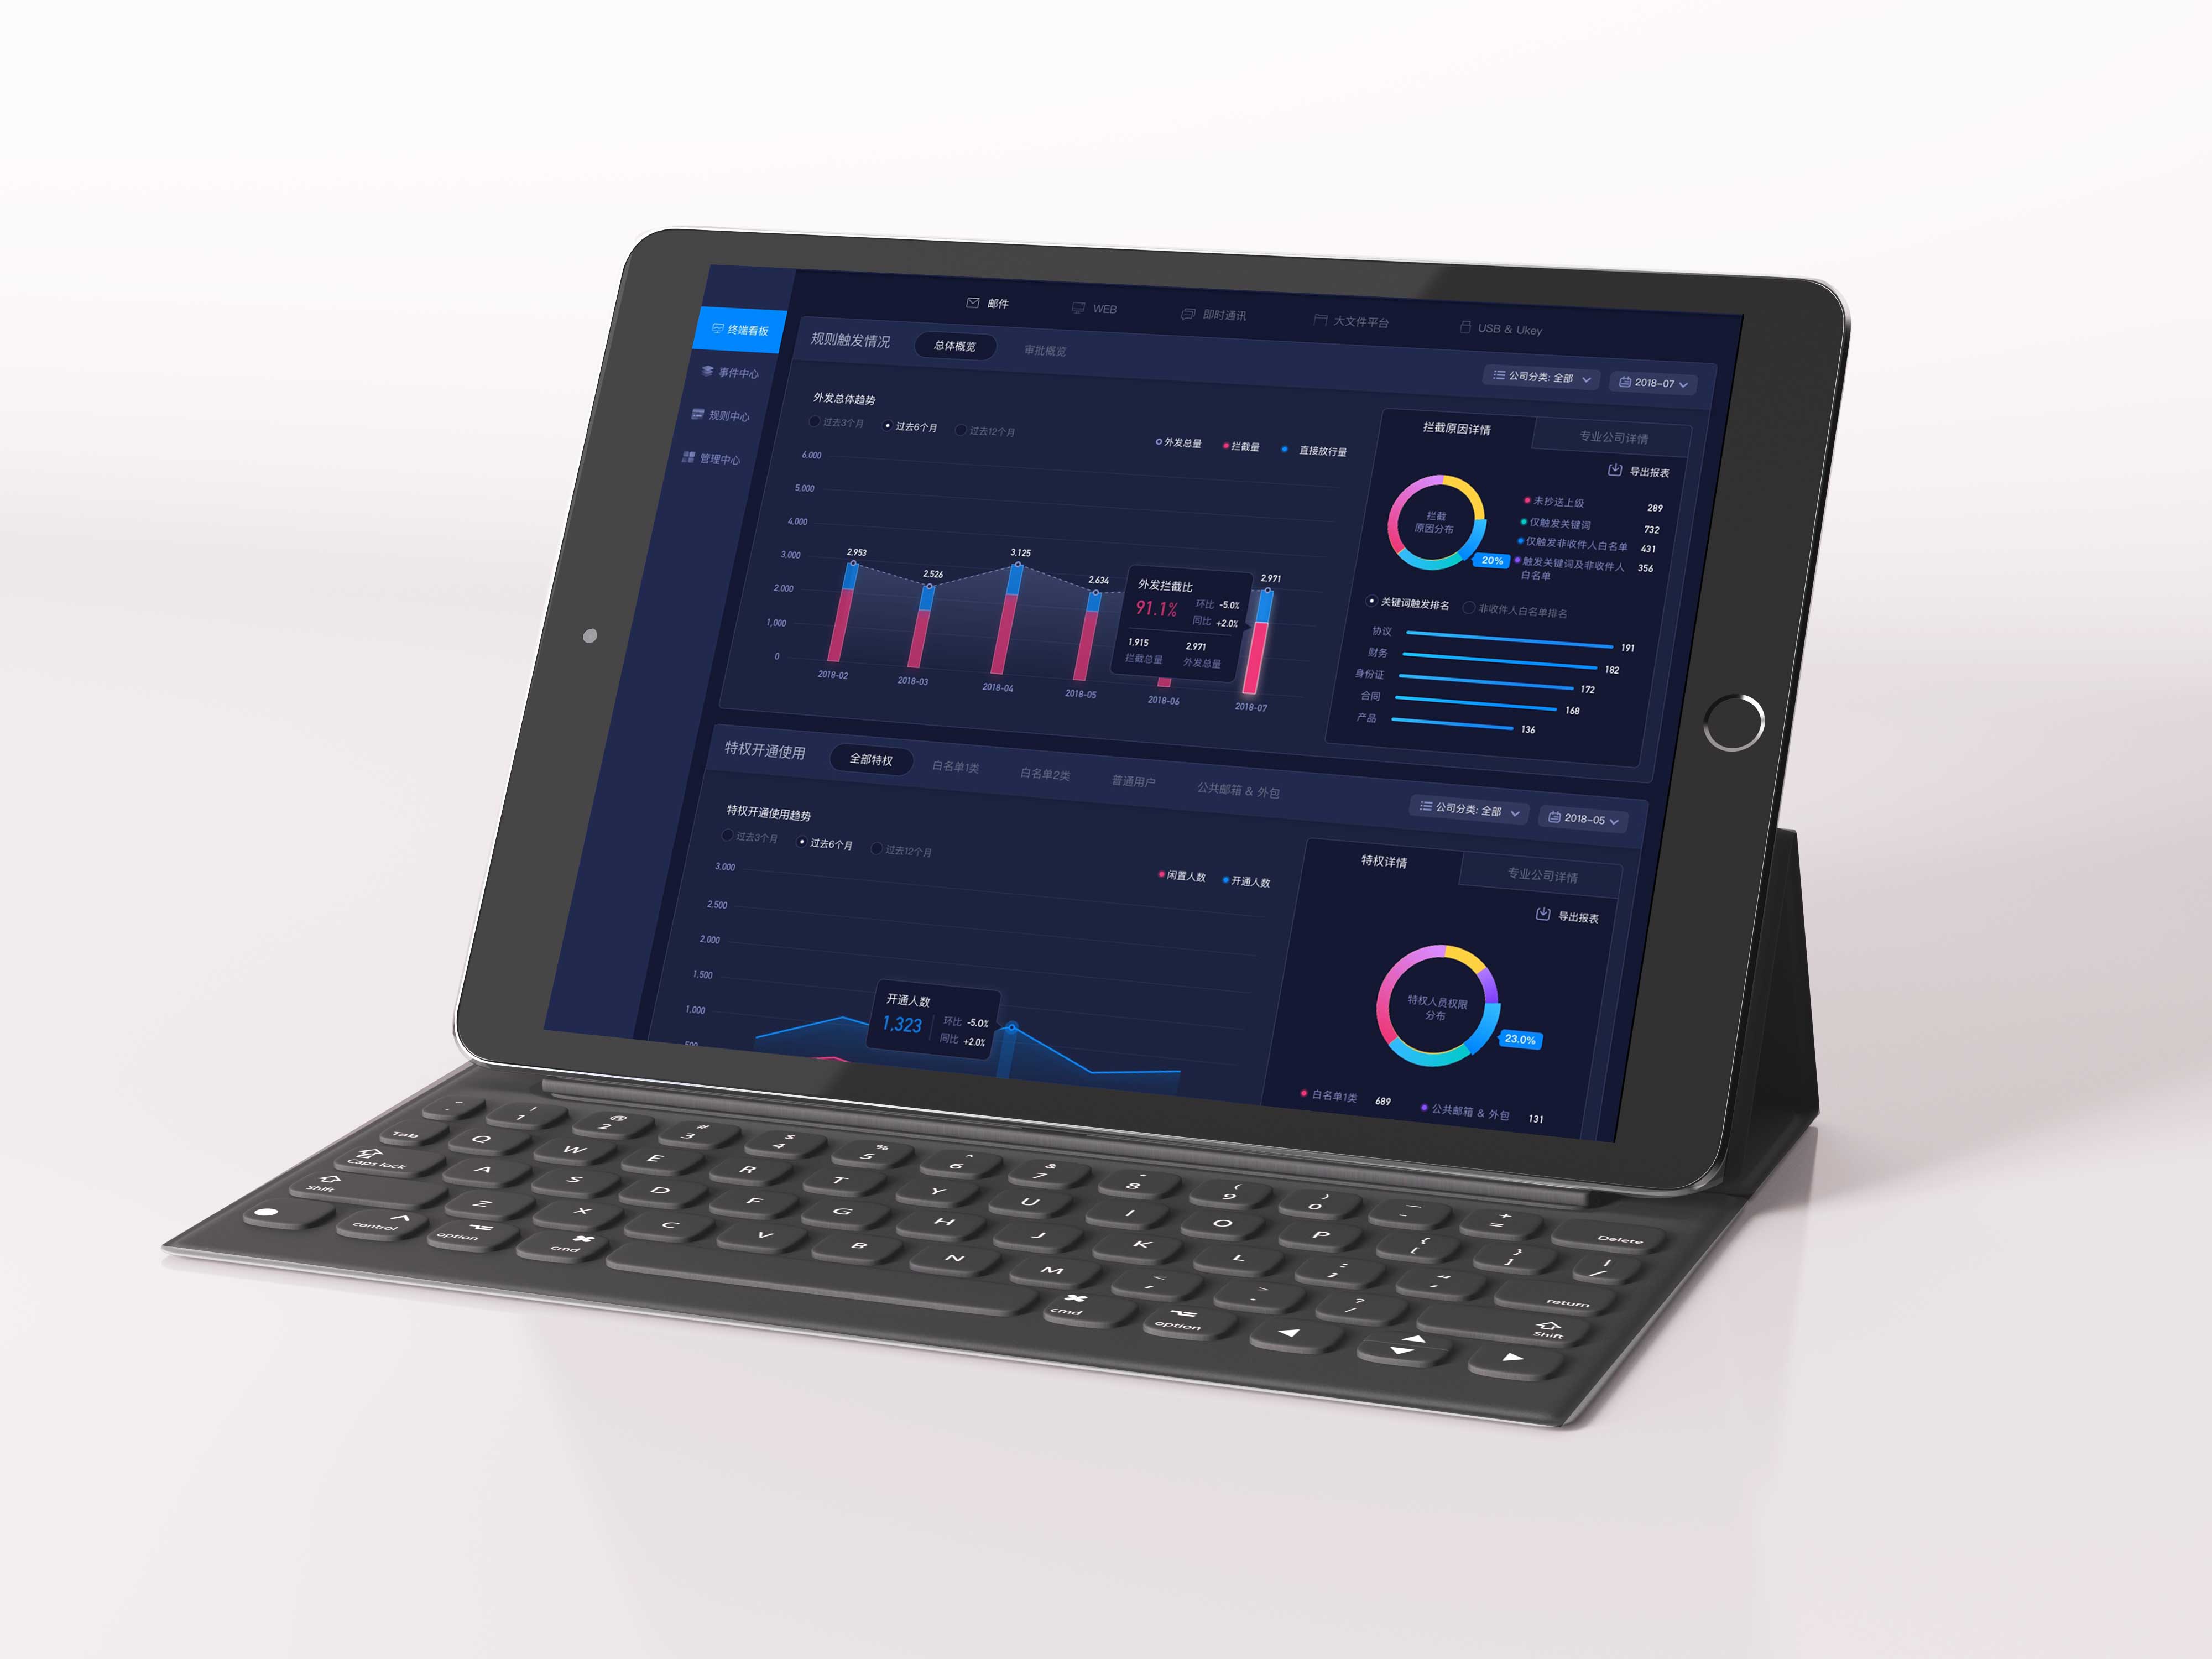 邮件
WEB
即时通讯
大文件平台
USB & Ukey
终端看板
事件中心
规则中心
管理中心
规则触发情况
总体概览
审批概览
公司分类: 全部
2018-07
外发总体趋势
过去3个月
过去6个月
过去12个月
外发总量
拦截量
直接放行量
6,000
5,000
4,000
3,000
2,000
1,000
0
2.953
2.526
3,125
2.634
2.971
外发拦截比
91.1%
环比 -5.0%
同比 +2.0%
1.915
2.971
拦截总量
外发总量
2018-02
2018-03
2018-04
2018-05
2018-06
2018-07
拦截原因详情
专业公司详情
导出报表
拦截
原因分布
20%
未抄送上级 289
仅触发关键词 732
仅触发非收件人白名单 431
触发关键词及非收件人 356
白名单
关键词触发排名
非收件人白名单排名
协议 191
财务 182
身份证 172
合同 168
产品 136
特权开通使用
全部特权
白名单1类
白名单2类
普通用户
公共邮箱 & 外包
公司分类: 全部
2018-05
特权开通使用趋势
过去3个月
过去6个月
过去12个月
闲置人数
开通人数
3,000
2,500
2,000
1,500
1,000
开通人数
1,323
环比 -5.0%
同比 +2.0%
特权详情
专业公司详情
导出报表
特权人员权限
分布
23.0%
白名单1类 689
公共邮箱 & 外包 131
~ ! 1 @ 2 # 3 $ 4 % 5 ^ 6 & 7 * 8 ( 9 ) 0 — - + = Delete
Tab Q W E R T Y U I O P { [ } ] | /
Caps lock A S D F G H J K L : ; “ ‘ return
Shift Z X C V B N M < , > . ? / Shift
control option cmd cmd option